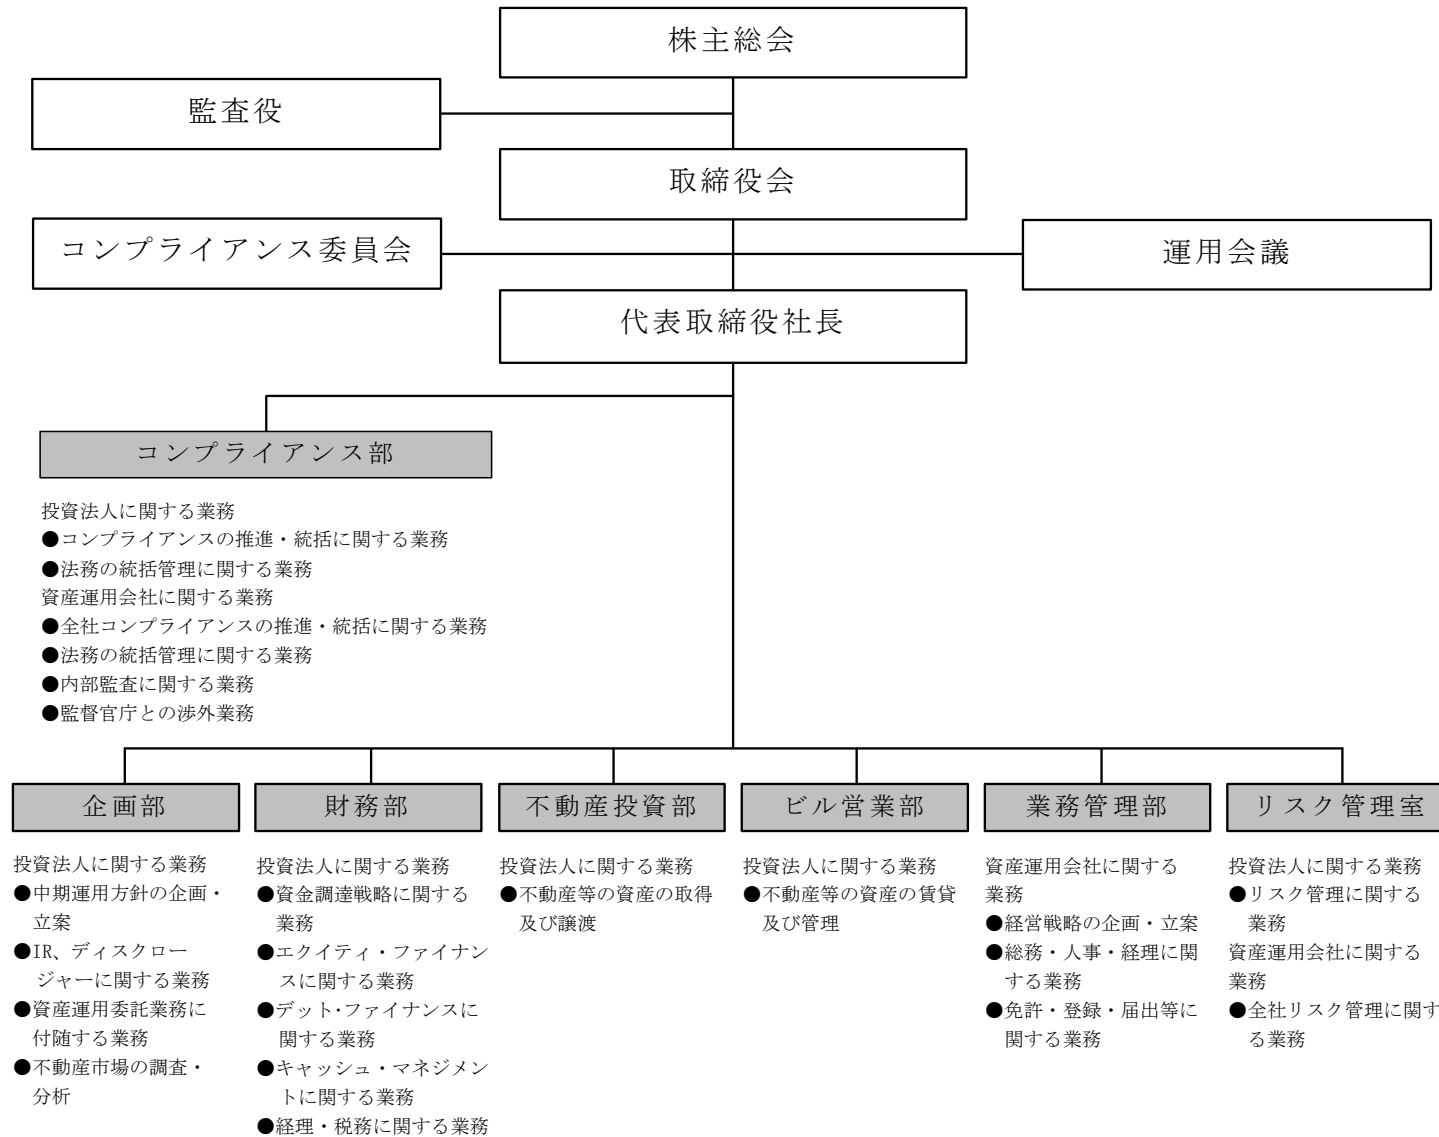 株主総会
監査役
取締役会
コンプライアンス委員会
運用会議
代表取締役社長
コンプライアンス部
投資法人に関する業務
●コンプライアンスの推進・統括に関する業務
●法務の統括管理に関する業務
資産運用会社に関する業務
●全社コンプライアンスの推進・統括に関する業務
●法務の統括管理に関する業務
●内部監査に関する業務
●監督官庁との渉外業務
企画部
投資法人に関する業務
●中期運用方針の企画・
立案
●IR、ディスクロー
ジャーに関する業務
●資産運用委託業務に
付随する業務
●不動産市場の調査・
分析
財務部
投資法人に関する業務
●資金調達戦略に関する
業務
●エクイティ・ファイナン
スに関する業務
●デット・ファイナンスに
関する業務
●キャッシュ・マネジメン
トに関する業務
●経理・税務に関する業務
不動産投資部
投資法人に関する業務
●不動産等の資産の取得
及び譲渡
ビル営業部
投資法人に関する業務
●不動産等の資産の賃貸
及び管理
業務管理部
資産運用会社に関する
業務
●経営戦略の企画・立案
●総務・人事・経理に関
する業務
●免許・登録・届出等に
関する業務
リスク管理室
投資法人に関する業務
●リスク管理に関する
業務
資産運用会社に関する
業務
●全社リスク管理に関す
る業務